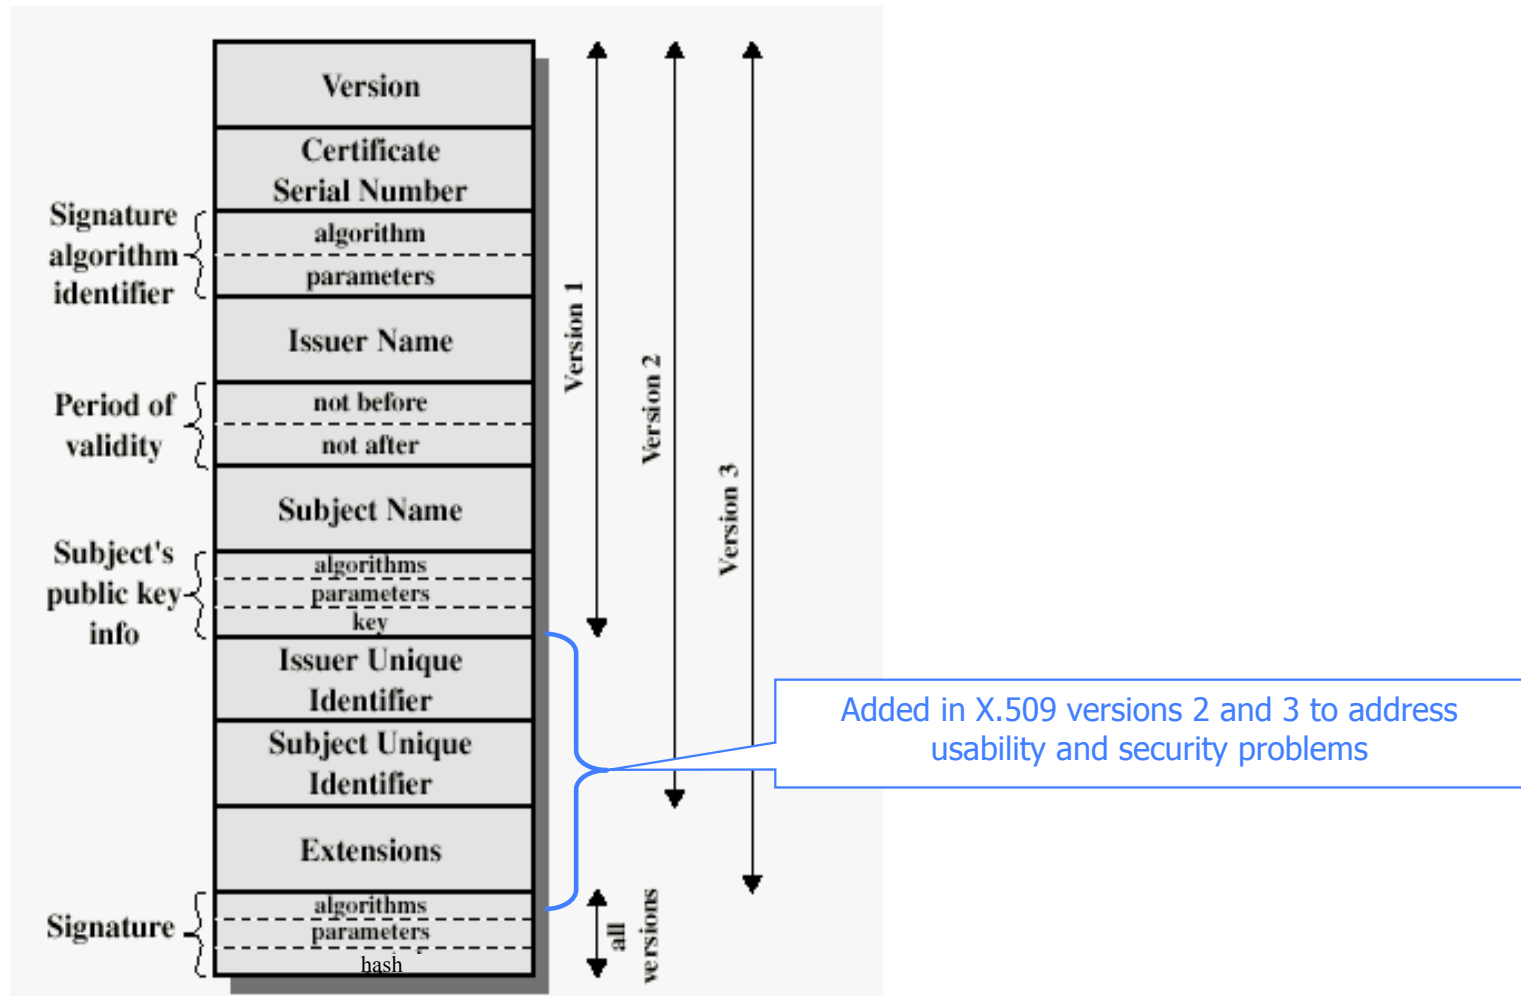 Version
Certificate
Serial Number
Signature
algorithm
identifier
algorithm
parameters
Issuer Name
Period of
validity
not before
not after
Subject Name
Subject's
public key
info
algorithms
parameters
key
Issuer Unique
Identifier
Subject Unique
Identifier
Extensions
Signature
algorithms
parameters
hash
Version 1
Version 2
Version 3
all
versions
Added in X.509 versions 2 and 3 to address
usability and security problems